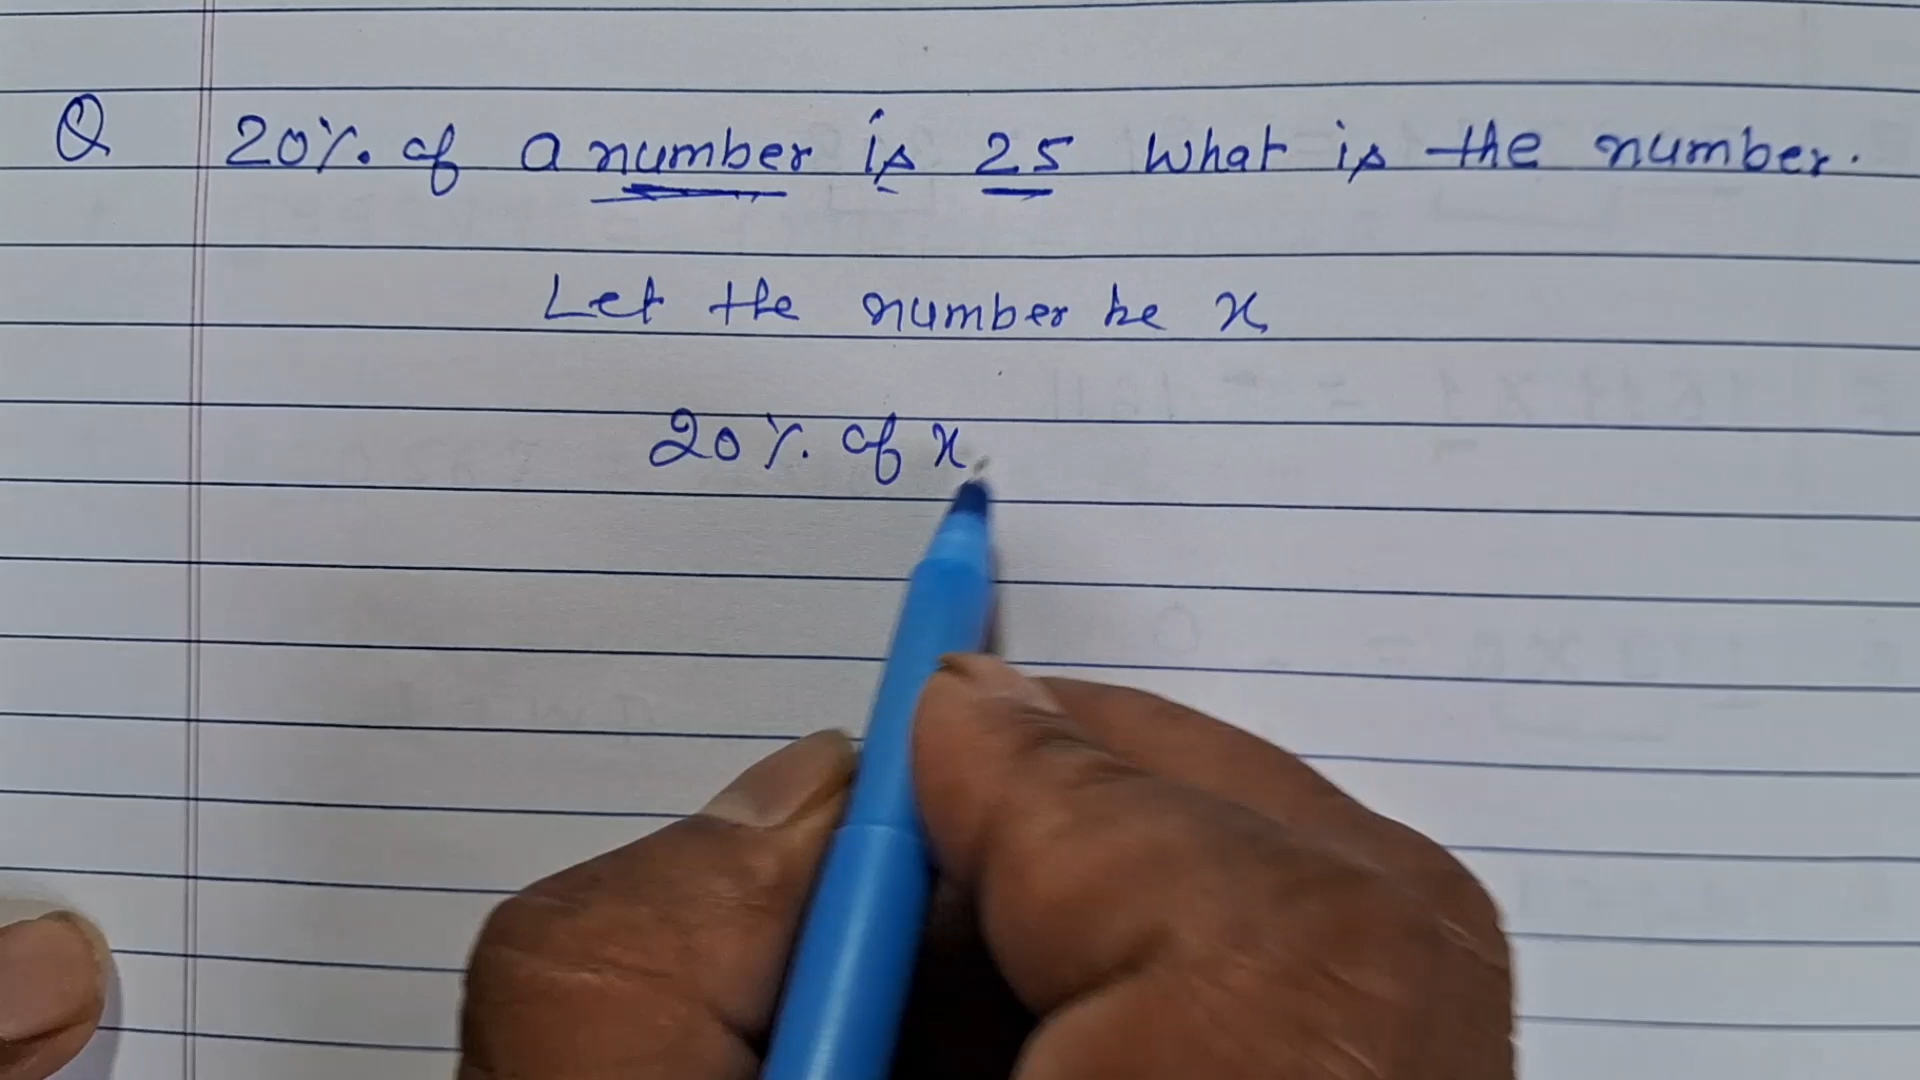 Q 20% of a number is 25 what is the number.
Let the number be x
20% of x